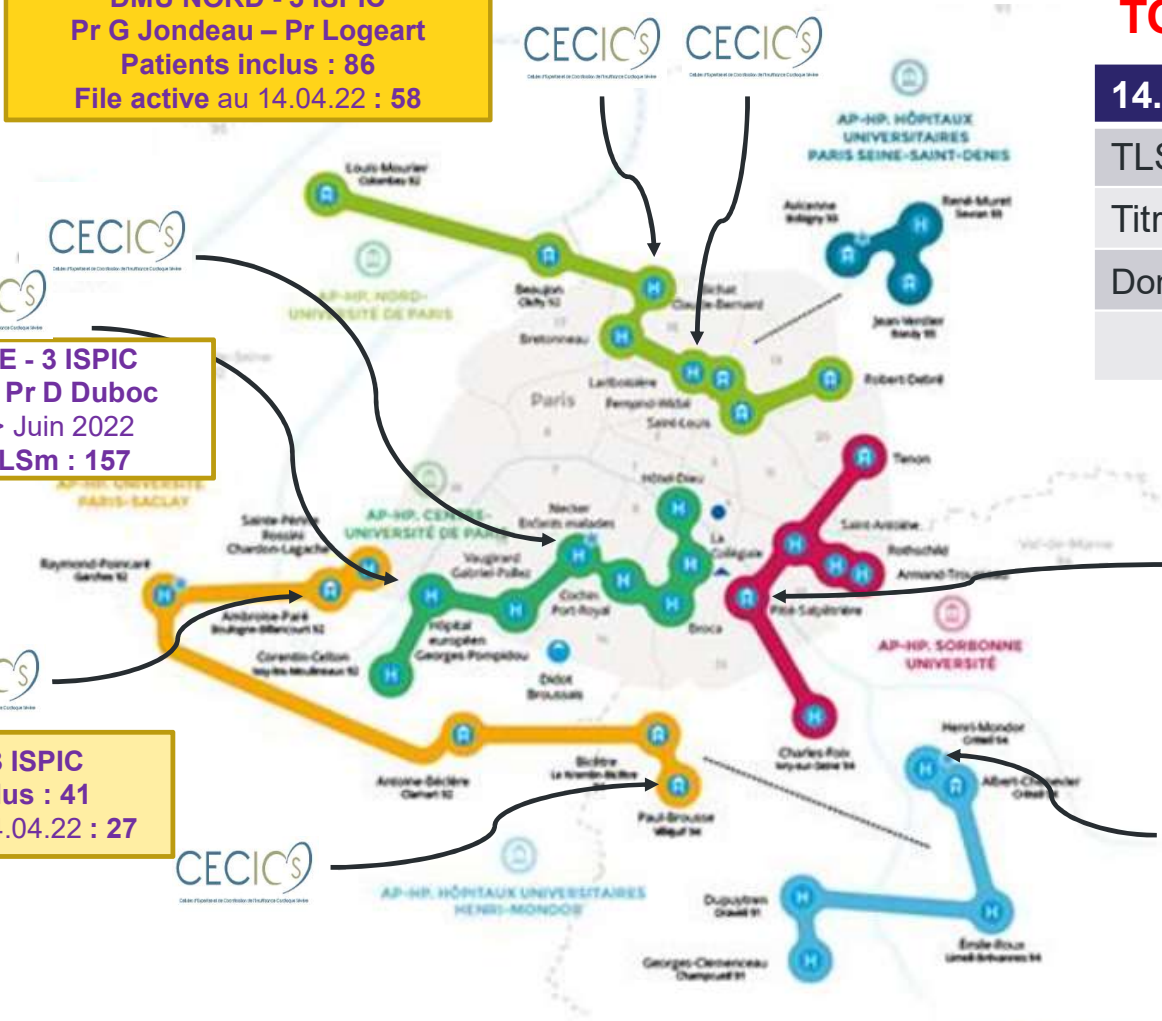 DMU NORD - 3 ISPIC
Pr G Jondeau – Pr Logeart
Patients inclus : 86
File active au 14.04.22 : 58
CECICS
CECICS
TO
14.
TLS
Titr
Don
AP-HP. HÔPITAUX
UNIVERSITAIRES
PARIS SEINE-SAINT-DENIS
Louis-Mourier
Colombes 92
Avicenne
Bobigny 93
René-Muret
Sevran 93
Jean-Verdier
Bondy 93
CECICS
AP-HP. NORD-
UNIVERSITÉ DE PARIS
Beaujon
Clichy 92
Bichat
Claude-Bernard
Bretonneau
Lariboisière
Fernand-Widal
Saint-Louis
Robert-Debré
Paris
E - 3 ISPIC
Pr D Duboc
Juin 2022
LSm : 157
AP-HP. UNIVERSITÉ
PARIS-SACLAY
AP-HP. CENTRE-
UNIVERSITÉ DE PARIS
Hôtel-Dieu
Tenon
Sainte-Périne
Rossini
Chardon-Lagache
Necker
Enfants malades
La
Collégiale
Saint-Antoine
Rothschild
Val-de-Marne
Raymond-Poincaré
Garches 92
Vaugirard
Gabriel-Pallez
Ambroise-Paré
Boulogne-Billancourt 92
Cochin
Port-Royal
Broca
Pitié-Salpêtrière
Hôpital
européen
Georges-Pompidou
Corentin-Celton
Issy-les-Moulineaux 92
Didot
Broussais
AP-HP. SORBONNE
UNIVERSITÉ
3 ISPIC
lus : 41
4.04.22 : 27
Antoine-Béclère
Clamart 92
Bicêtre
Le Kremlin-Bicêtre
Charles-Foix
Ivry-sur-Seine 94
Henri-Mondor
Créteil 94
Albert-Chenevier
Créteil 94
Paul-Brousse
Villejuif 94
CECICS
AP-HP. HÔPITAUX UNIVERSITAIRES
HENRI-MONDOR
Dupuytren
Draveil 91
Georges-Clemenceau
Champcueil 91
Émile-Roux
Limeil-Brévannes 94